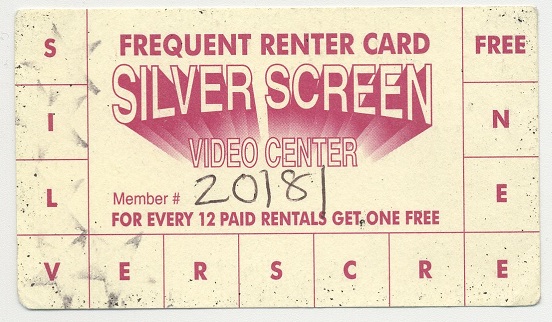 S
FREQUENT RENTER CARD
FREE
SILVER SCREEN
I
N
VIDEO CENTER
L
Member # 20181
E
FOR EVERY 12 PAID RENTALS GET ONE FREE
V E R S C R E